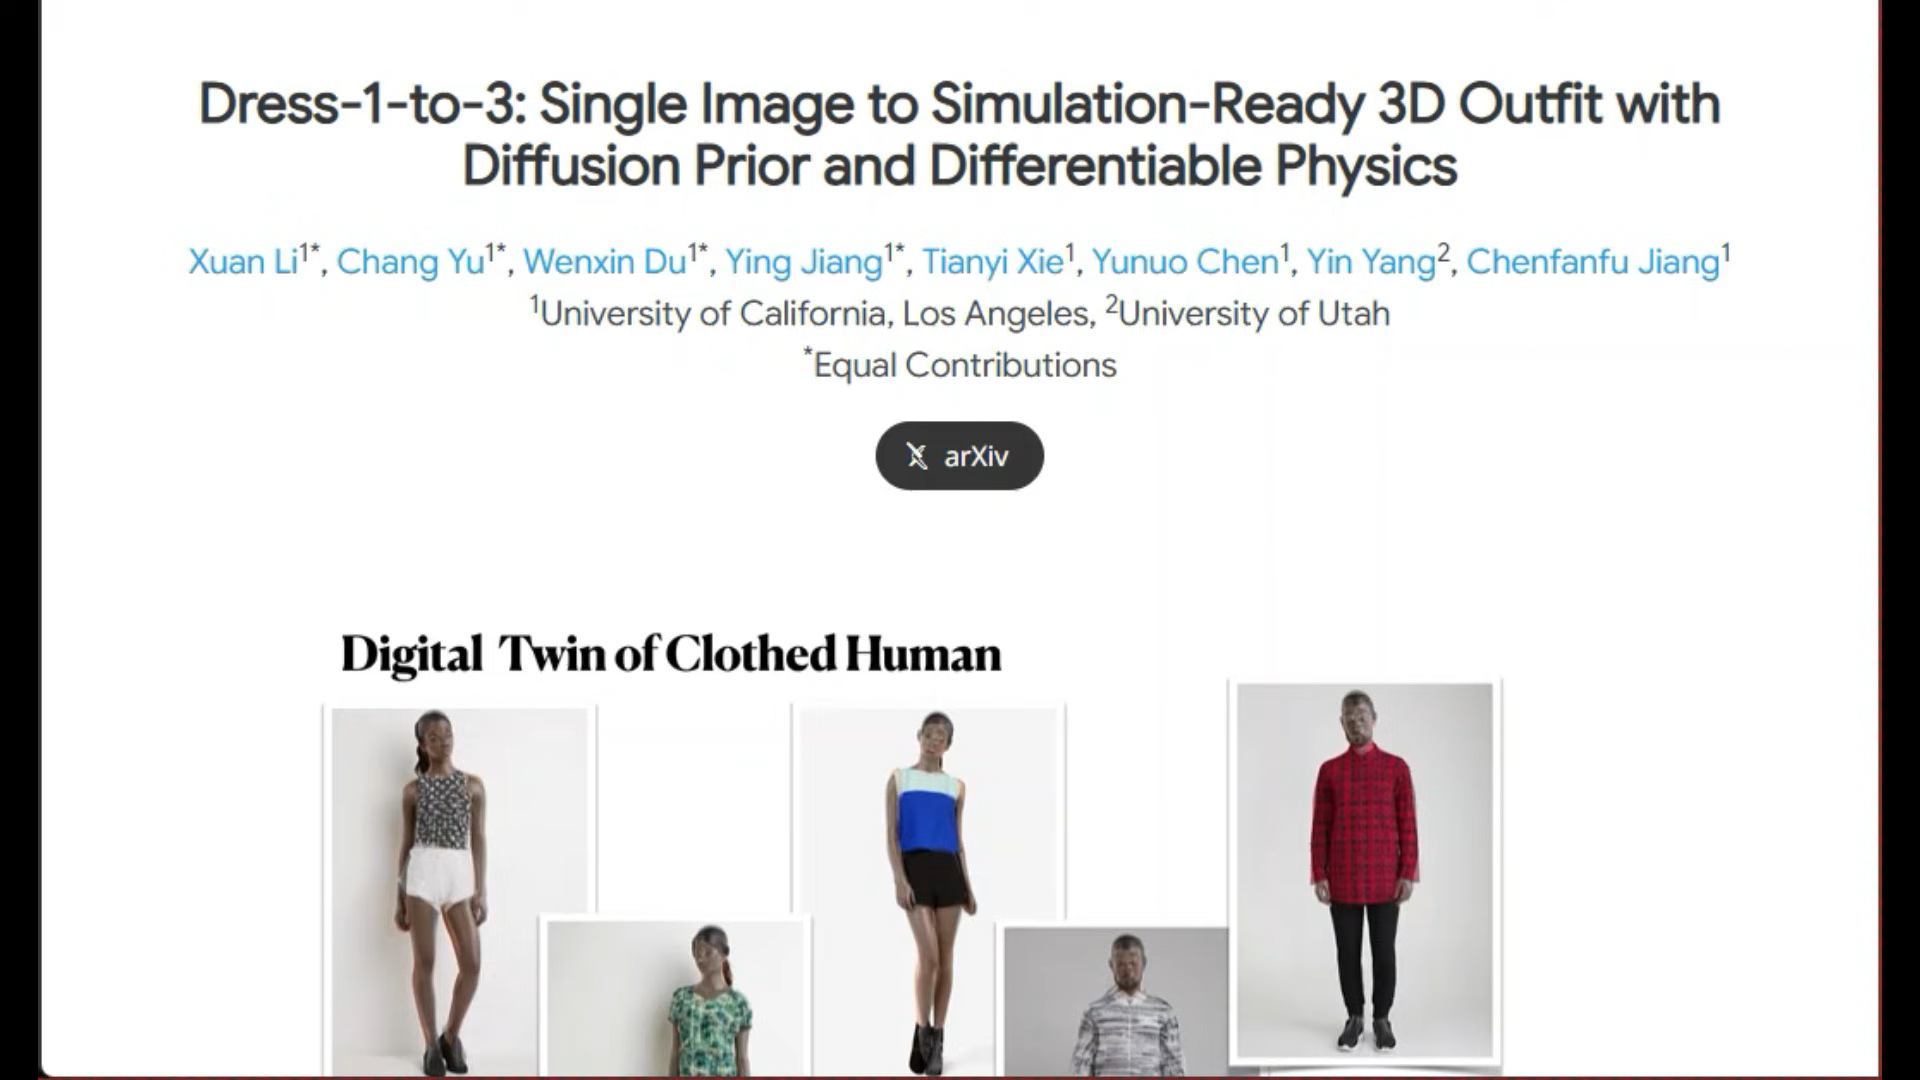 Dress-1-to-3: Single Image to Simulation-Ready 3D Outfit with
Diffusion Prior and Differentiable Physics
Xuan Li1*, Chang Yu1*, Wenxin Du1*, Ying Jiang1*, Tianyi Xie1, Yunuo Chen1, Yin Yang2, Chenfanfu Jiang1
1University of California, Los Angeles, 2University of Utah
*Equal Contributions
arXiv
Digital Twin of Clothed Human